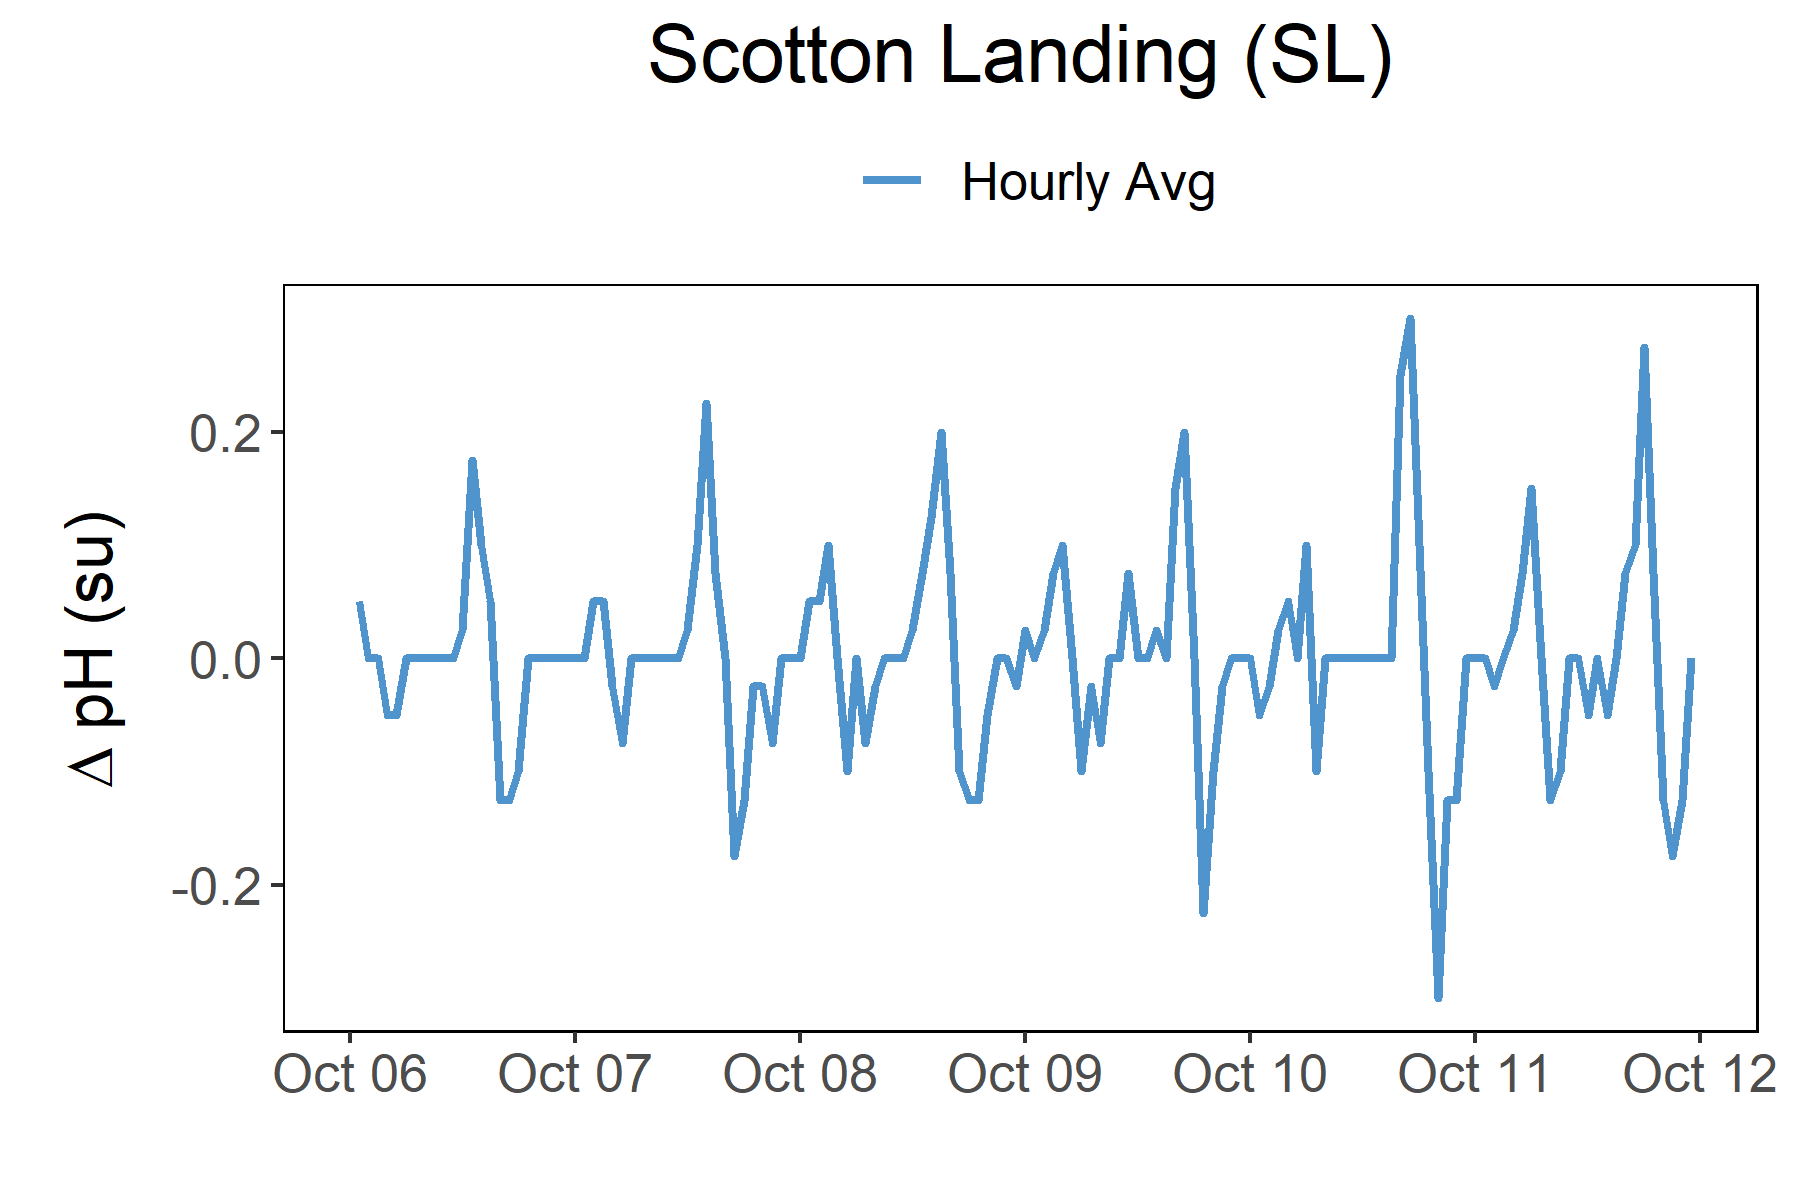 Scotton Landing (SL)
Hourly Avg
Δ pH (su)
0.2
0.0
-0.2
Oct 06 Oct 07 Oct 08 Oct 09 Oct 10 Oct 11 Oct 12